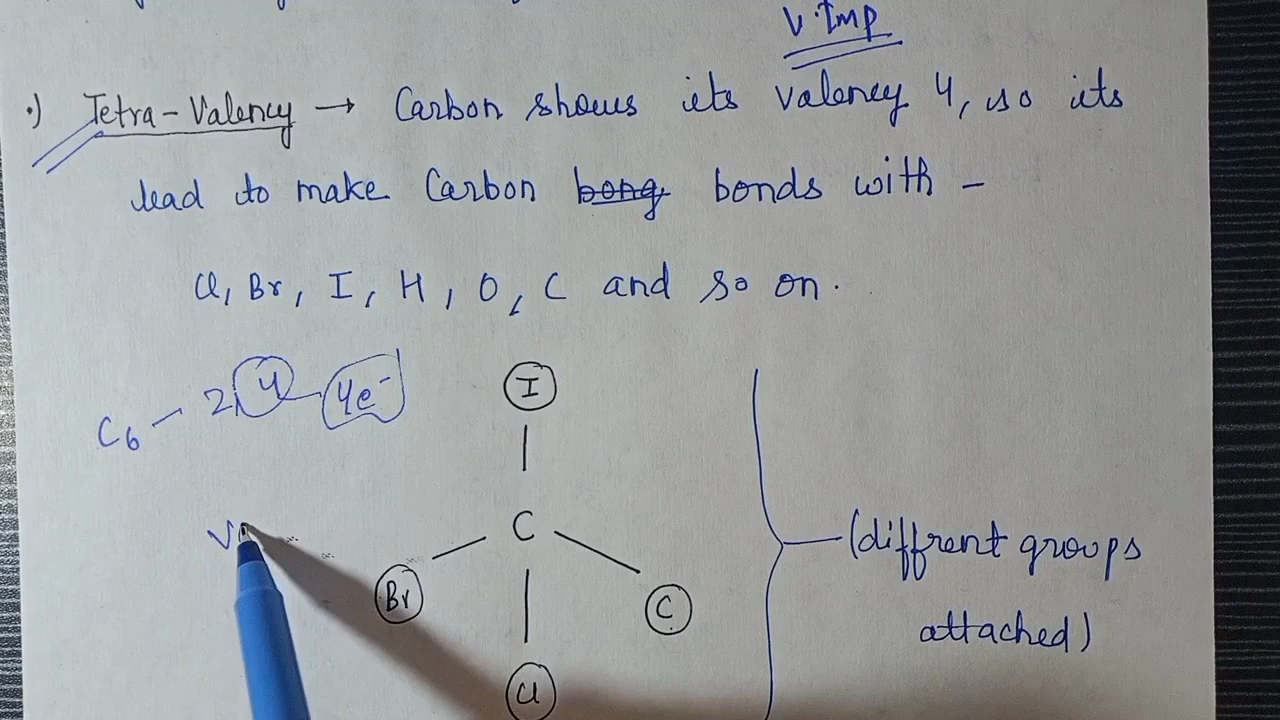 V. Imp
•) Tetra-Valency → Carbon shows its valency 4, so its
lead to make Carbon bong bonds with -
Cl, Br, I, H, O, C and so on.
C6 - 2, 4 - 4e-
I
C
Br
C
Cl
(diffrent groups
attached)